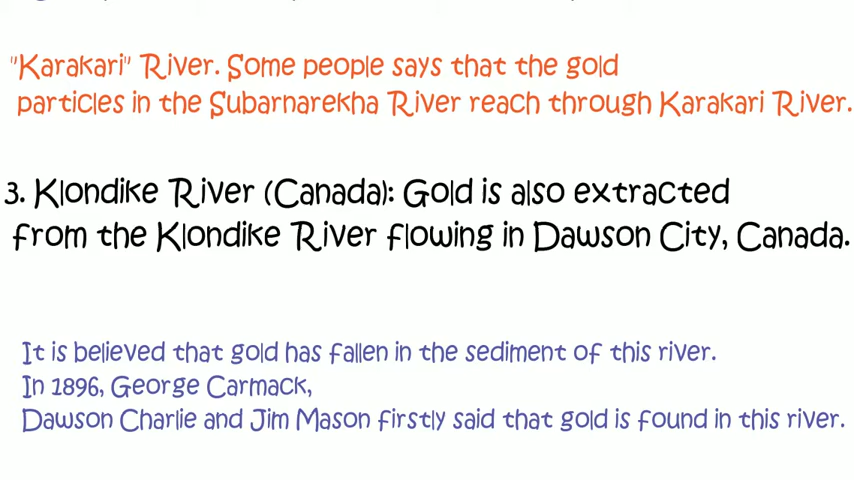 "Karakari" River. Some people says that the gold
particles in the Subarnarekha River reach through Karakari River.
3. Klondike River (Canada): Gold is also extracted
from the Klondike River flowing in Dawson City, Canada.
It is believed that gold has fallen in the sediment of this river.
In 1896, George Carmack,
Dawson Charlie and Jim Mason firstly said that gold is found in this river.